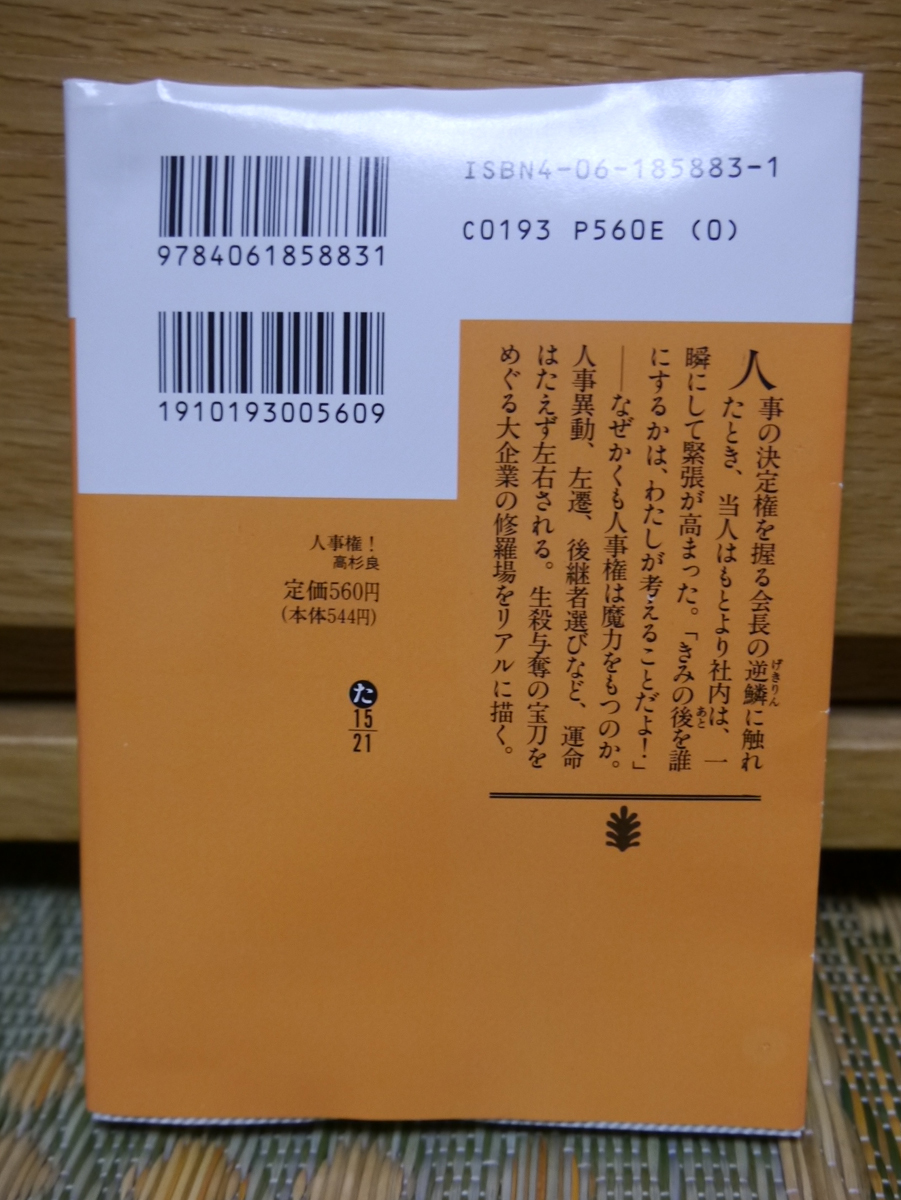 ISBN4-06-185883-1
C0193 P560E (0)
9784061858831
1910193005609
人事の決定権を握る会長の逆鱗に触れ
げきりん
たとき、当人はもとより社内は、一
瞬にして緊張が高まった。「きみの後を誰
あと
にするかは、わたしが考えることだよ!」
──なぜかくも人事権は魔力をもつのか。
人事異動、左遷、後継者選びなど、運命
はたえず左右される。生殺与奪の宝刀を
めぐる大企業の修羅場をリアルに描く。
人事権!
高杉良
定価560円
(本体544円)
た
15
21